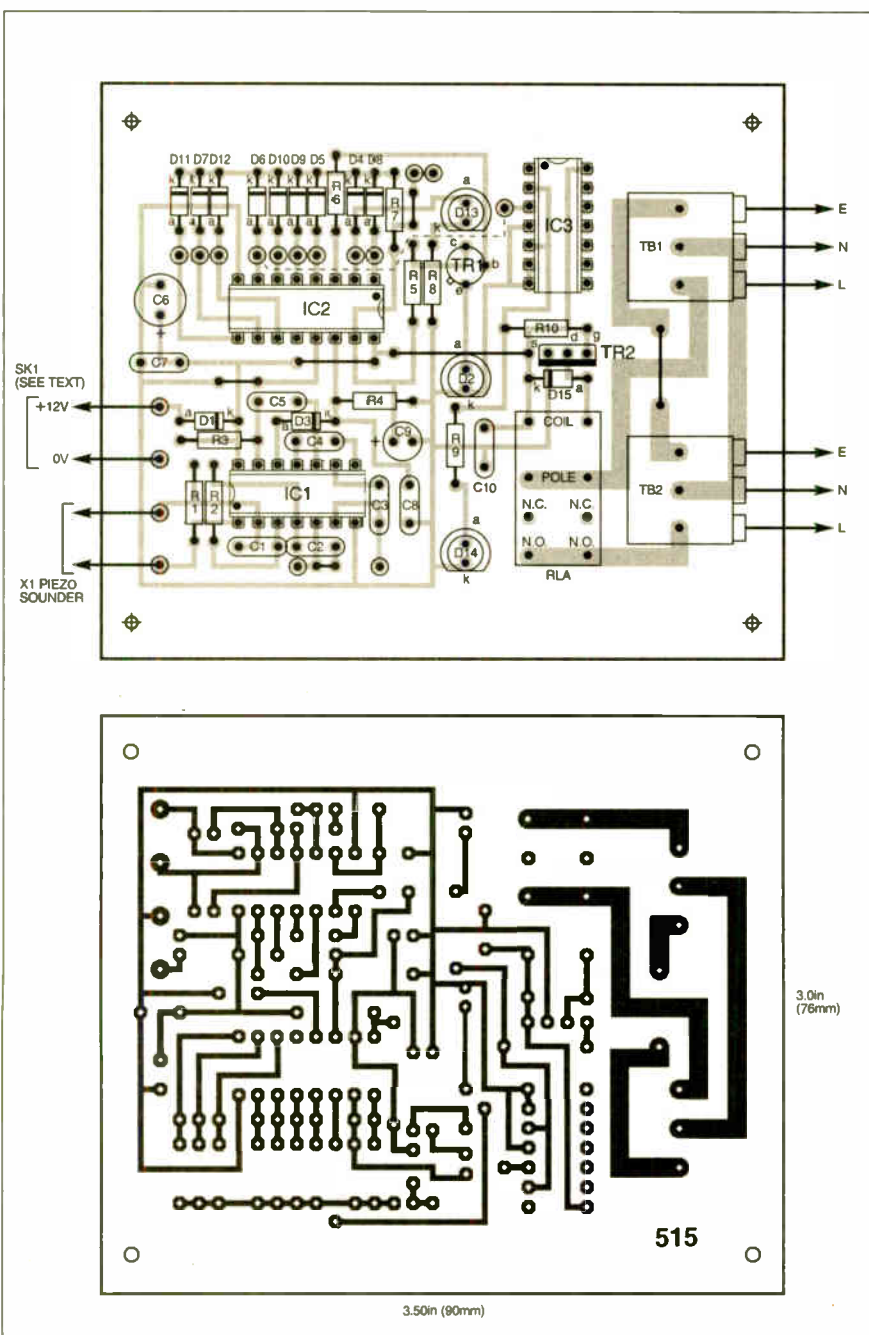 D11 D7 D12 D6 D10 D9 D5 D4 D8
k k k k k k k R6 k k R7
a a a a a a a a a
a
D13
k
c
TR1 b
e
IC3
TB1
E
N
L
C6
+
IC2
R5 R8
C7
R10
s d g
TR2
a
D2
k D15 a
SK1
(SEE TEXT)
+12V
0V
a D1 k
R3
C5
a D3 k
C4
R4
+ C9
R9
C10
COIL
POLE
N.C. N.C.
N.O. N.O.
RLA
TB2
E
N
L
R1 R2
IC1
C3 C8
C1 C2
a
D14
k
X1 PIEZO
SOUNDER
3.0in
(76mm)
515
3.50in (90mm)